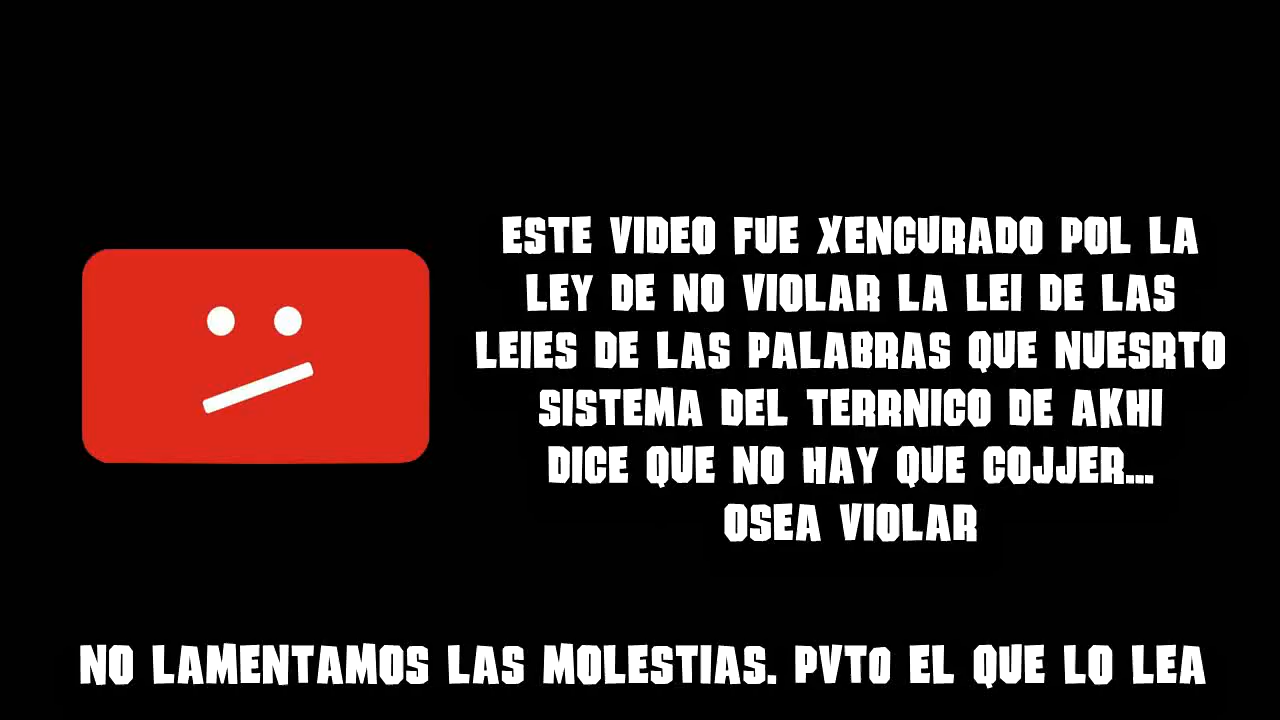 ESTE VIDEO FUE XENCURADO POL LA
LEY DE NO VIOLAR LA LEI DE LAS
LEIES DE LAS PALABRAS QUE NUESRTO
SISTEMA DEL TERRNICO DE AKHI
DICE QUE NO HAY QUE COJJER...
OSEA VIOLAR
NO LAMENTAMOS LAS MOLESTIAS. PVTO EL QUE LO LEA